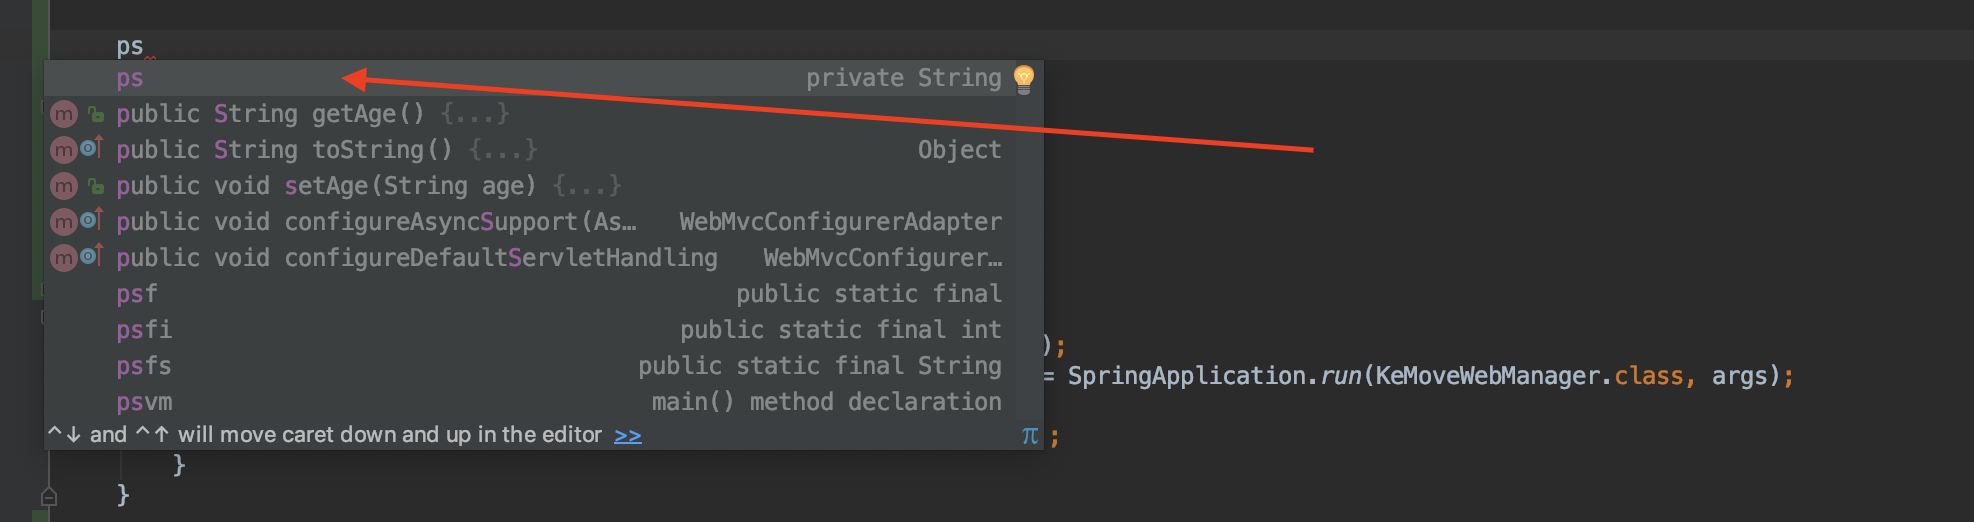 ps
ps private String
m public String getAge() {...}
m public String toString() {...} Object
m public void setAge(String age) {...}
m public void configureAsyncSupport(As… WebMvcConfigurerAdapter
m public void configureDefaultServletHandling WebMvcConfigurer…
psf public static final
psfi public static final int
psfs public static final String
);
= SpringApplication.run(KeMoveWebManager.class, args);
psvm main() method declaration
^↓ and ^↑ will move caret down and up in the editor >> π ;
}
}